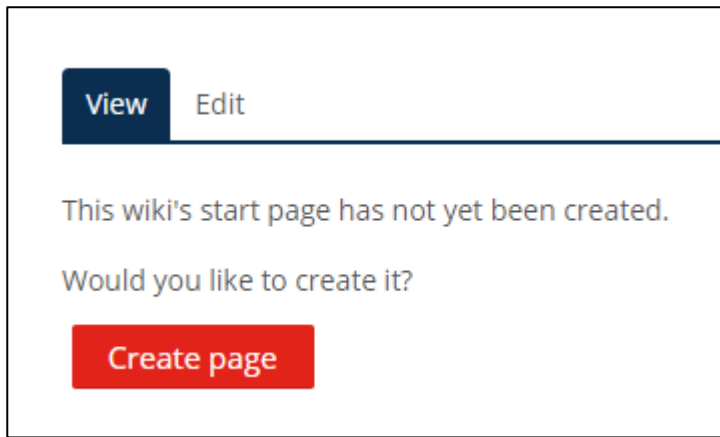 View Edit
This wiki's start page has not yet been created.
Would you like to create it?
Create page